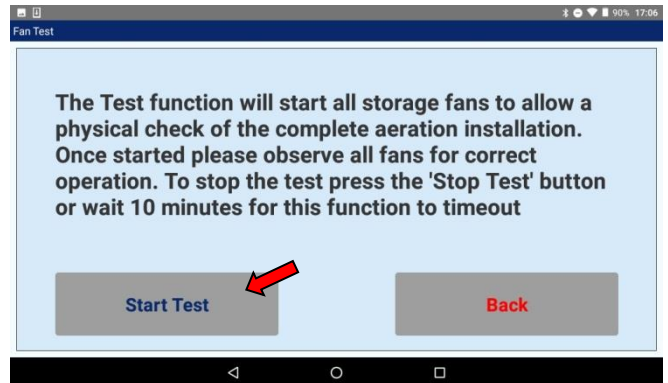 90% 17:06
Fan Test
The Test function will start all storage fans to allow a
physical check of the complete aeration installation.
Once started please observe all fans for correct
operation. To stop the test press the 'Stop Test' button
or wait 10 minutes for this function to timeout
Start Test
Back